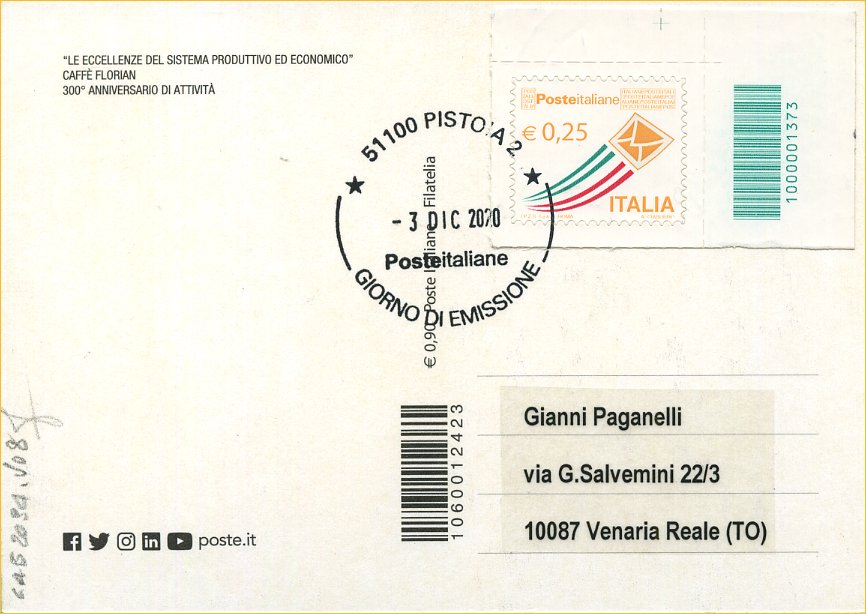 "LE ECCELLENZE DEL SISTEMA PRODUTTIVO ED ECONOMICO"
CAFFÈ FLORIAN
300° ANNIVERSARIO DI ATTIVITÀ
51100 PISTOIA 2
- 3 DIC 2020
Posteitaliane
GIORNO DI EMISSIONE
€ 0,90 Poste Italiane Filatelia
Posteitaliane
€ 0,25
ITALIA
1000001373
1060012423
Gianni Paganelli
via G.Salvemini 22/3
10087 Venaria Reale (TO)
poste.it